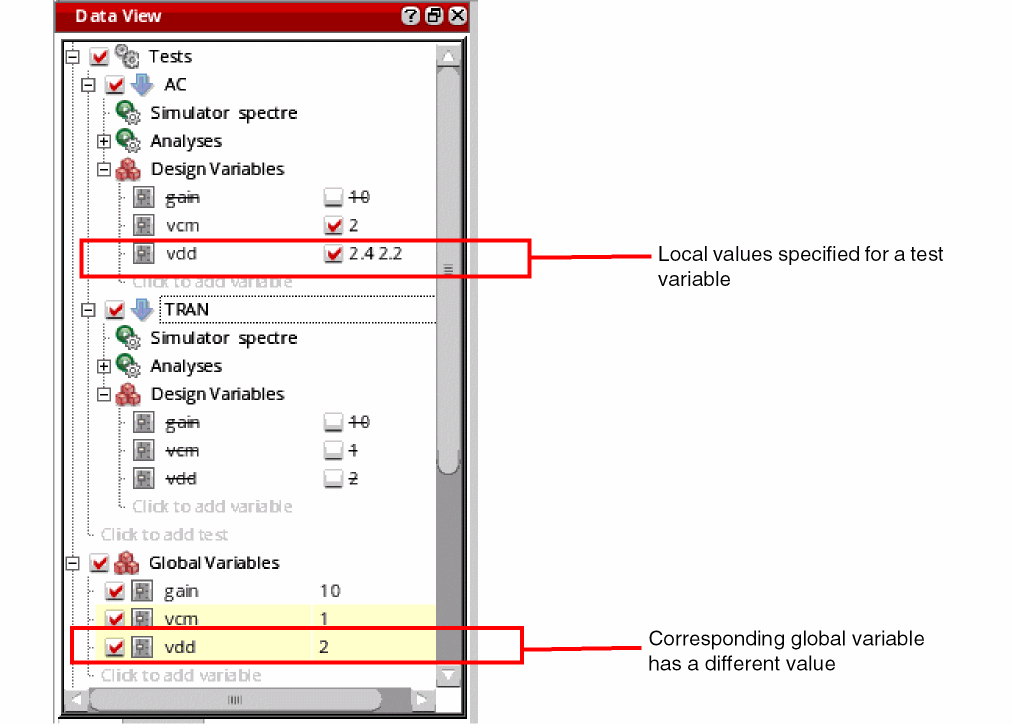 Data View
Tests
AC
Simulator spectre
Analyses
Design Variables
gain 10
vcm 2
vdd 2.4 2.2
Local values specified for a test
variable
Click to add variable
TRAN
Simulator spectre
Analyses
Design Variables
gain 10
vcm 1
vdd 2
Click to add variable
Click to add test
Global Variables
gain 10
vcm 1
vdd 2
Corresponding global variable
has a different value
Click to add variable